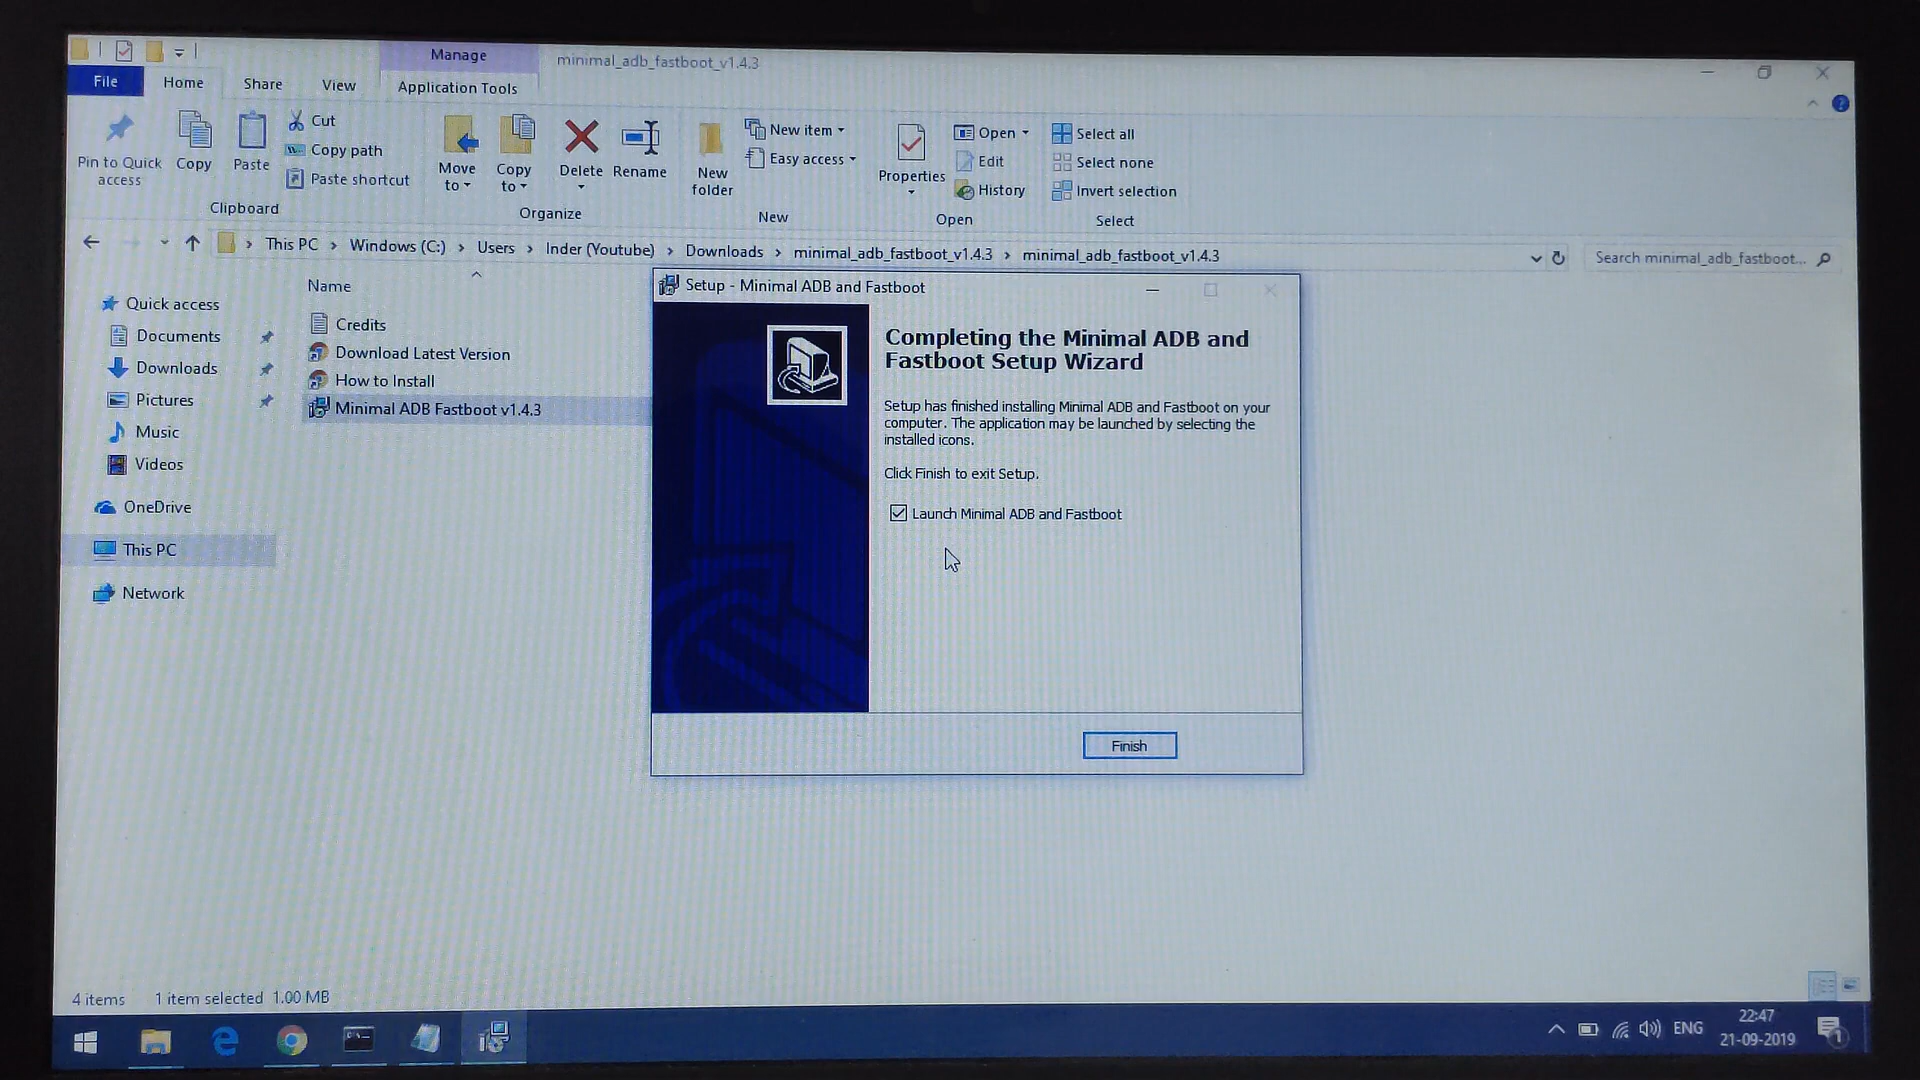 Manage
minimal_adb_fastboot_v1.4.3
File
Home
Share
View
Application Tools
Pin to Quick
access
Copy
Paste
Cut
Copy path
Paste shortcut
Clipboard
Move
to
Copy
to
Delete
Rename
Organize
New
folder
New item
Easy access
New
Properties
Open
Edit
History
Open
Select all
Select none
Invert selection
Select
This PC > Windows (C:) > Users > Inder (Youtube) > Downloads > minimal_adb_fastboot_v1.4.3 > minimal_adb_fastboot_v1.4.3
Search minimal_adb_fastboot...
Quick access
Documents
Downloads
Pictures
Music
Videos
OneDrive
This PC
Network
Name
Credits
Download Latest Version
How to Install
Minimal ADB Fastboot v1.4.3
Setup - Minimal ADB and Fastboot
Completing the Minimal ADB and
Fastboot Setup Wizard
Setup has finished installing Minimal ADB and Fastboot on your
computer. The application may be launched by selecting the
installed icons.
Click Finish to exit Setup.
Launch Minimal ADB and Fastboot
Finish
4 items
1 item selected 1.00 MB
ENG
22:47
21-09-2019
1